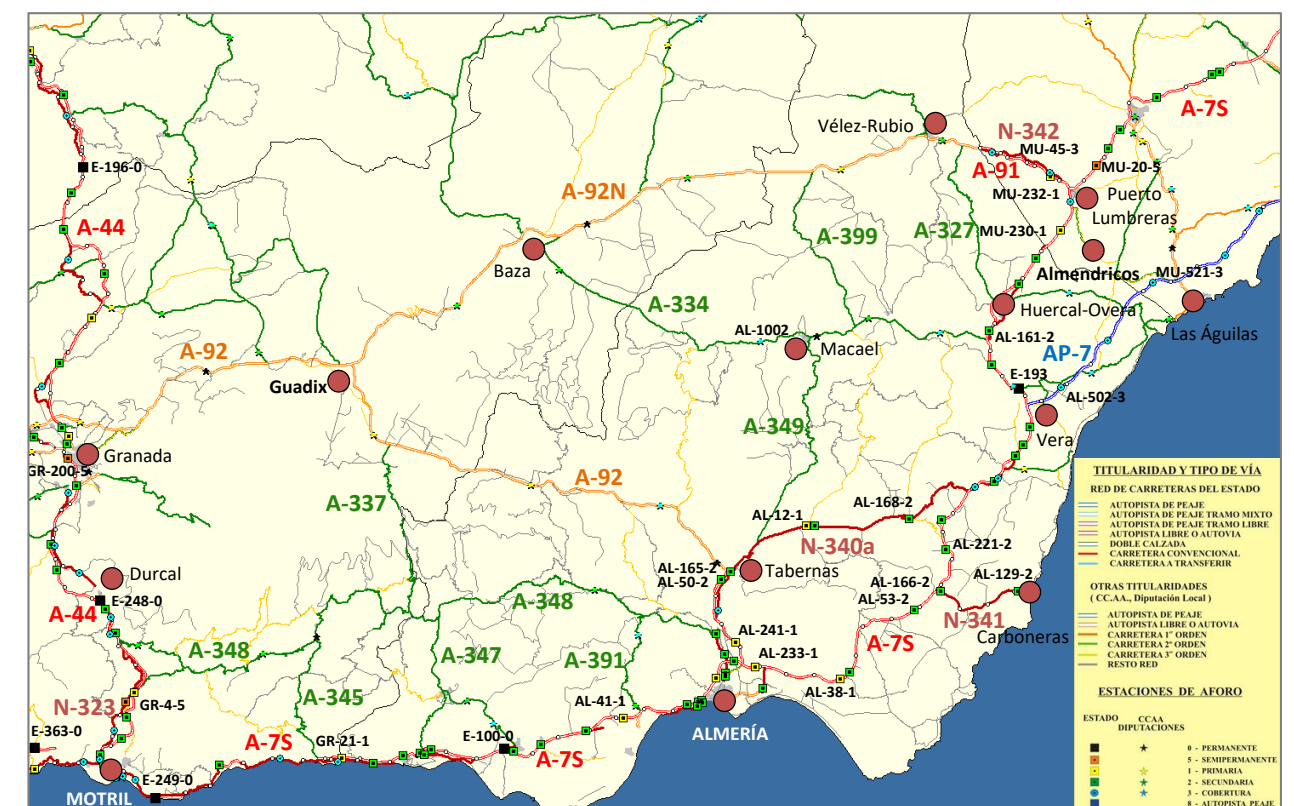 A-7S
Vélez-Rubio
N-342
MU-45-3
E-196-0
A-91
MU-20-5
A-92N
MU-232-1
Puerto
Lumbreras
A-44
A-399
A-327
MU-230-1
Baza
Almendricos
MU-521-3
A-334
Huercal-Overa
AL-1002
Las Águilas
AL-161-2
A-92
Macael
AP-7
E-193
Guadix
AL-502-3
Vera
A-349
Granada
GR-200-5
A-92
A-337
AL-168-2
AL-12-1
N-340a
AL-221-2
AL-165-2
AL-50-2
Tabernas
Durcal
AL-166-2
AL-129-2
A-348
AL-53-2
E-248-0
A-44
N-341
AL-241-1
Carboneras
A-7S
A-348
A-347
A-391
AL-233-1
AL-38-1
A-345
N-323
GR-4-5
AL-41-1
E-363-0
ALMERÍA
A-7S
GR-21-1
E-100-0
A-7S
E-249-0
MOTRIL
TITULARIDAD Y TIPO DE VÍA
RED DE CARRETERAS DEL ESTADO
AUTOPISTA DE PEAJE
AUTOPISTA DE PEAJE TRAMO MIXTO
AUTOPISTA DE PEAJE TRAMO LIBRE
AUTOPISTA LIBRE O AUTOVIA
DOBLE CALZADA
CARRETERA CONVENCIONAL
CARRETERA A TRANSFERIR
OTRAS TITULARIDADES
( CC.AA., Diputación Local )
AUTOPISTA DE PEAJE
AUTOPISTA LIBRE O AUTOVIA
CARRETERA 1er ORDEN
CARRETERA 2º ORDEN
CARRETERA 3er ORDEN
RESTO RED
ESTACIONES DE AFORO
ESTADO CCAA
DIPUTACIONES
0 - PERMANENTE
5 - SEMIPERMANENTE
1 - PRIMARIA
2 - SECUNDARIA
3 - COBERTURA
8 - AUTOPISTA PEAJE